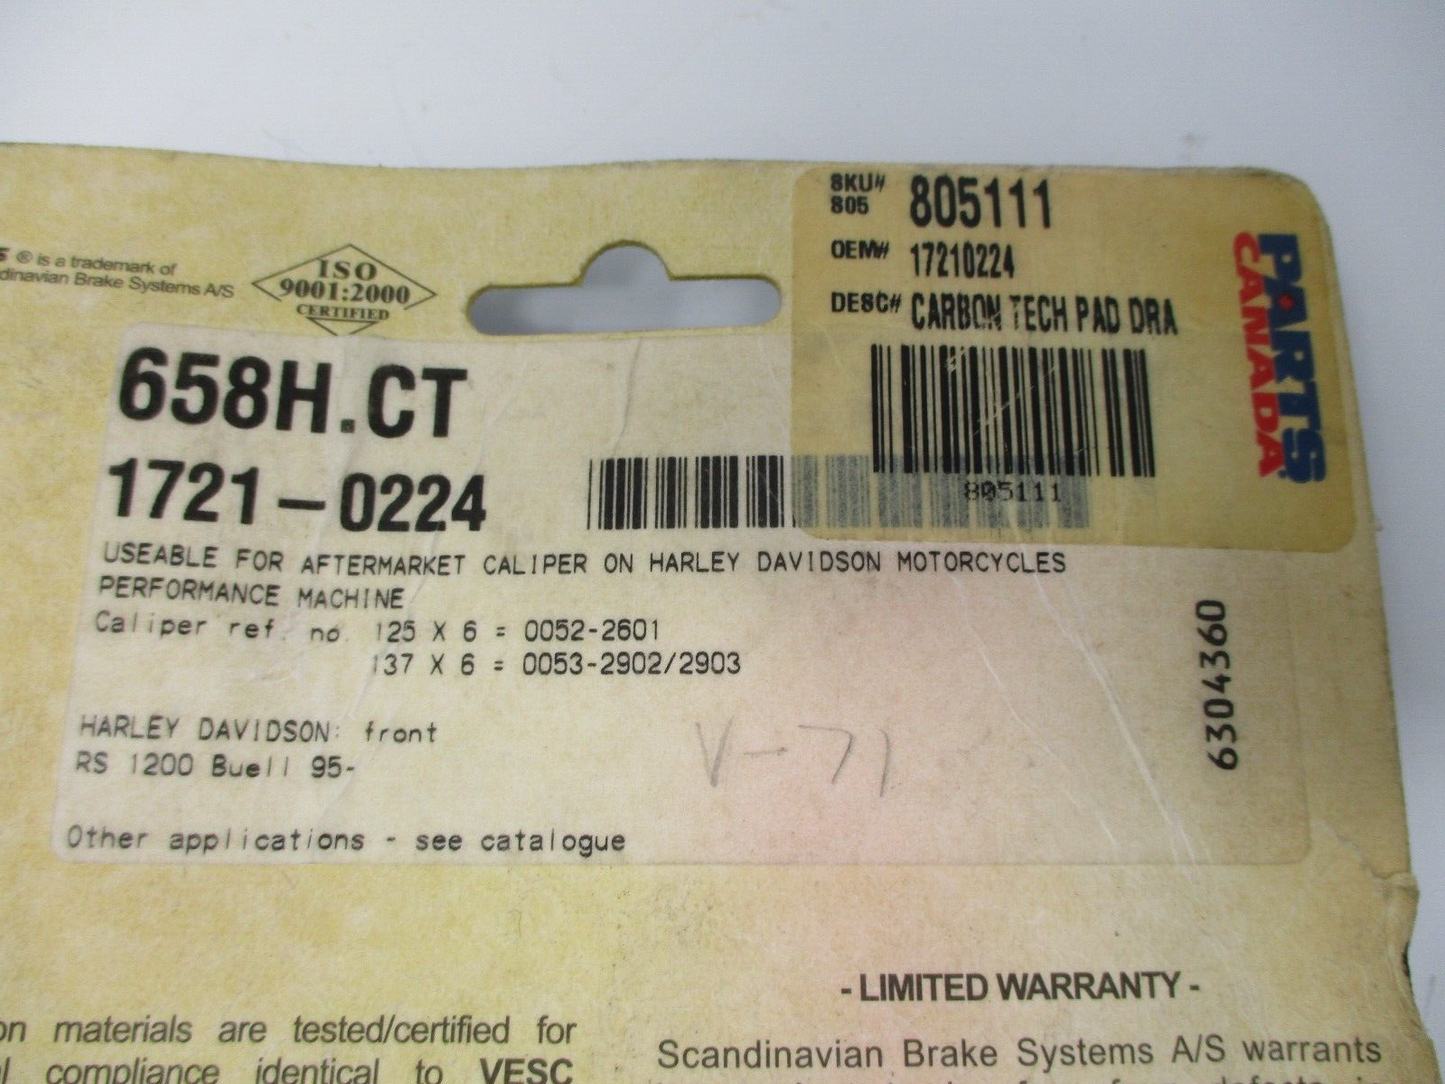 ® is a trademark of
Brake Systems A/S
ISO
9001:2000
CERTIFIED
SKU#
805
805111
OEM# 17210224
DESC# CARBON TECH PAD DRA
805111
PARTS
CANADA
658H.CT
1721-0224
USEABLE FOR AFTERMARKET CALIPER ON HARLEY DAVIDSON MOTORCYCLES
PERFORMANCE MACHINE
Caliper ref. no. 125 X 6 = 0052-2601
137 X 6 = 0053-2902/2903
HARLEY DAVIDSON: front
RS 1200 Buell 95-
Other applications - see catalogue
6304360
V-71
- LIMITED WARRANTY -
materials are tested/certified for
compliance identical to VESC
Scandinavian Brake Systems A/S warrants